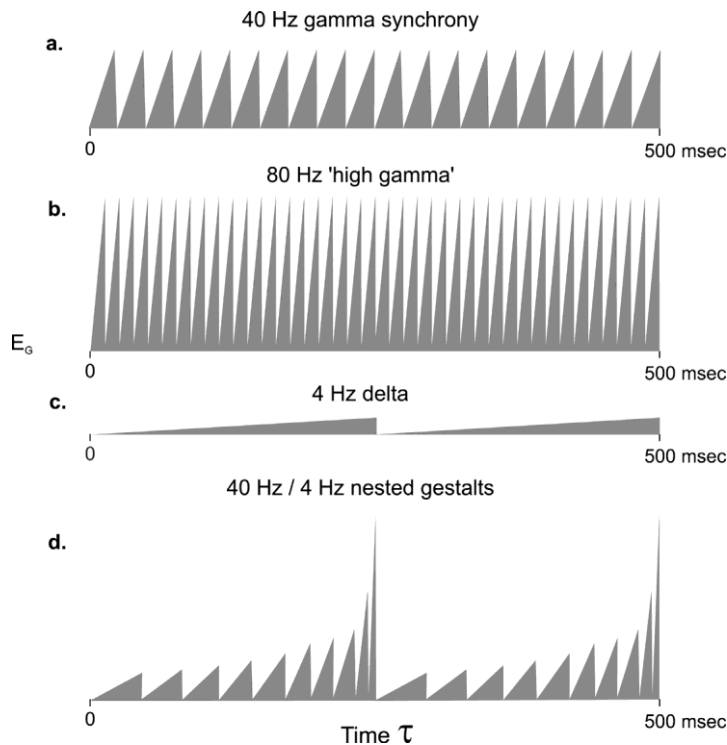 40 Hz gamma synchrony
a.
0
500 msec
80 Hz 'high gamma'
b.
E_G
0
500 msec
4 Hz delta
c.
0
500 msec
40 Hz / 4 Hz nested gestalts
d.
0
500 msec
Time τ